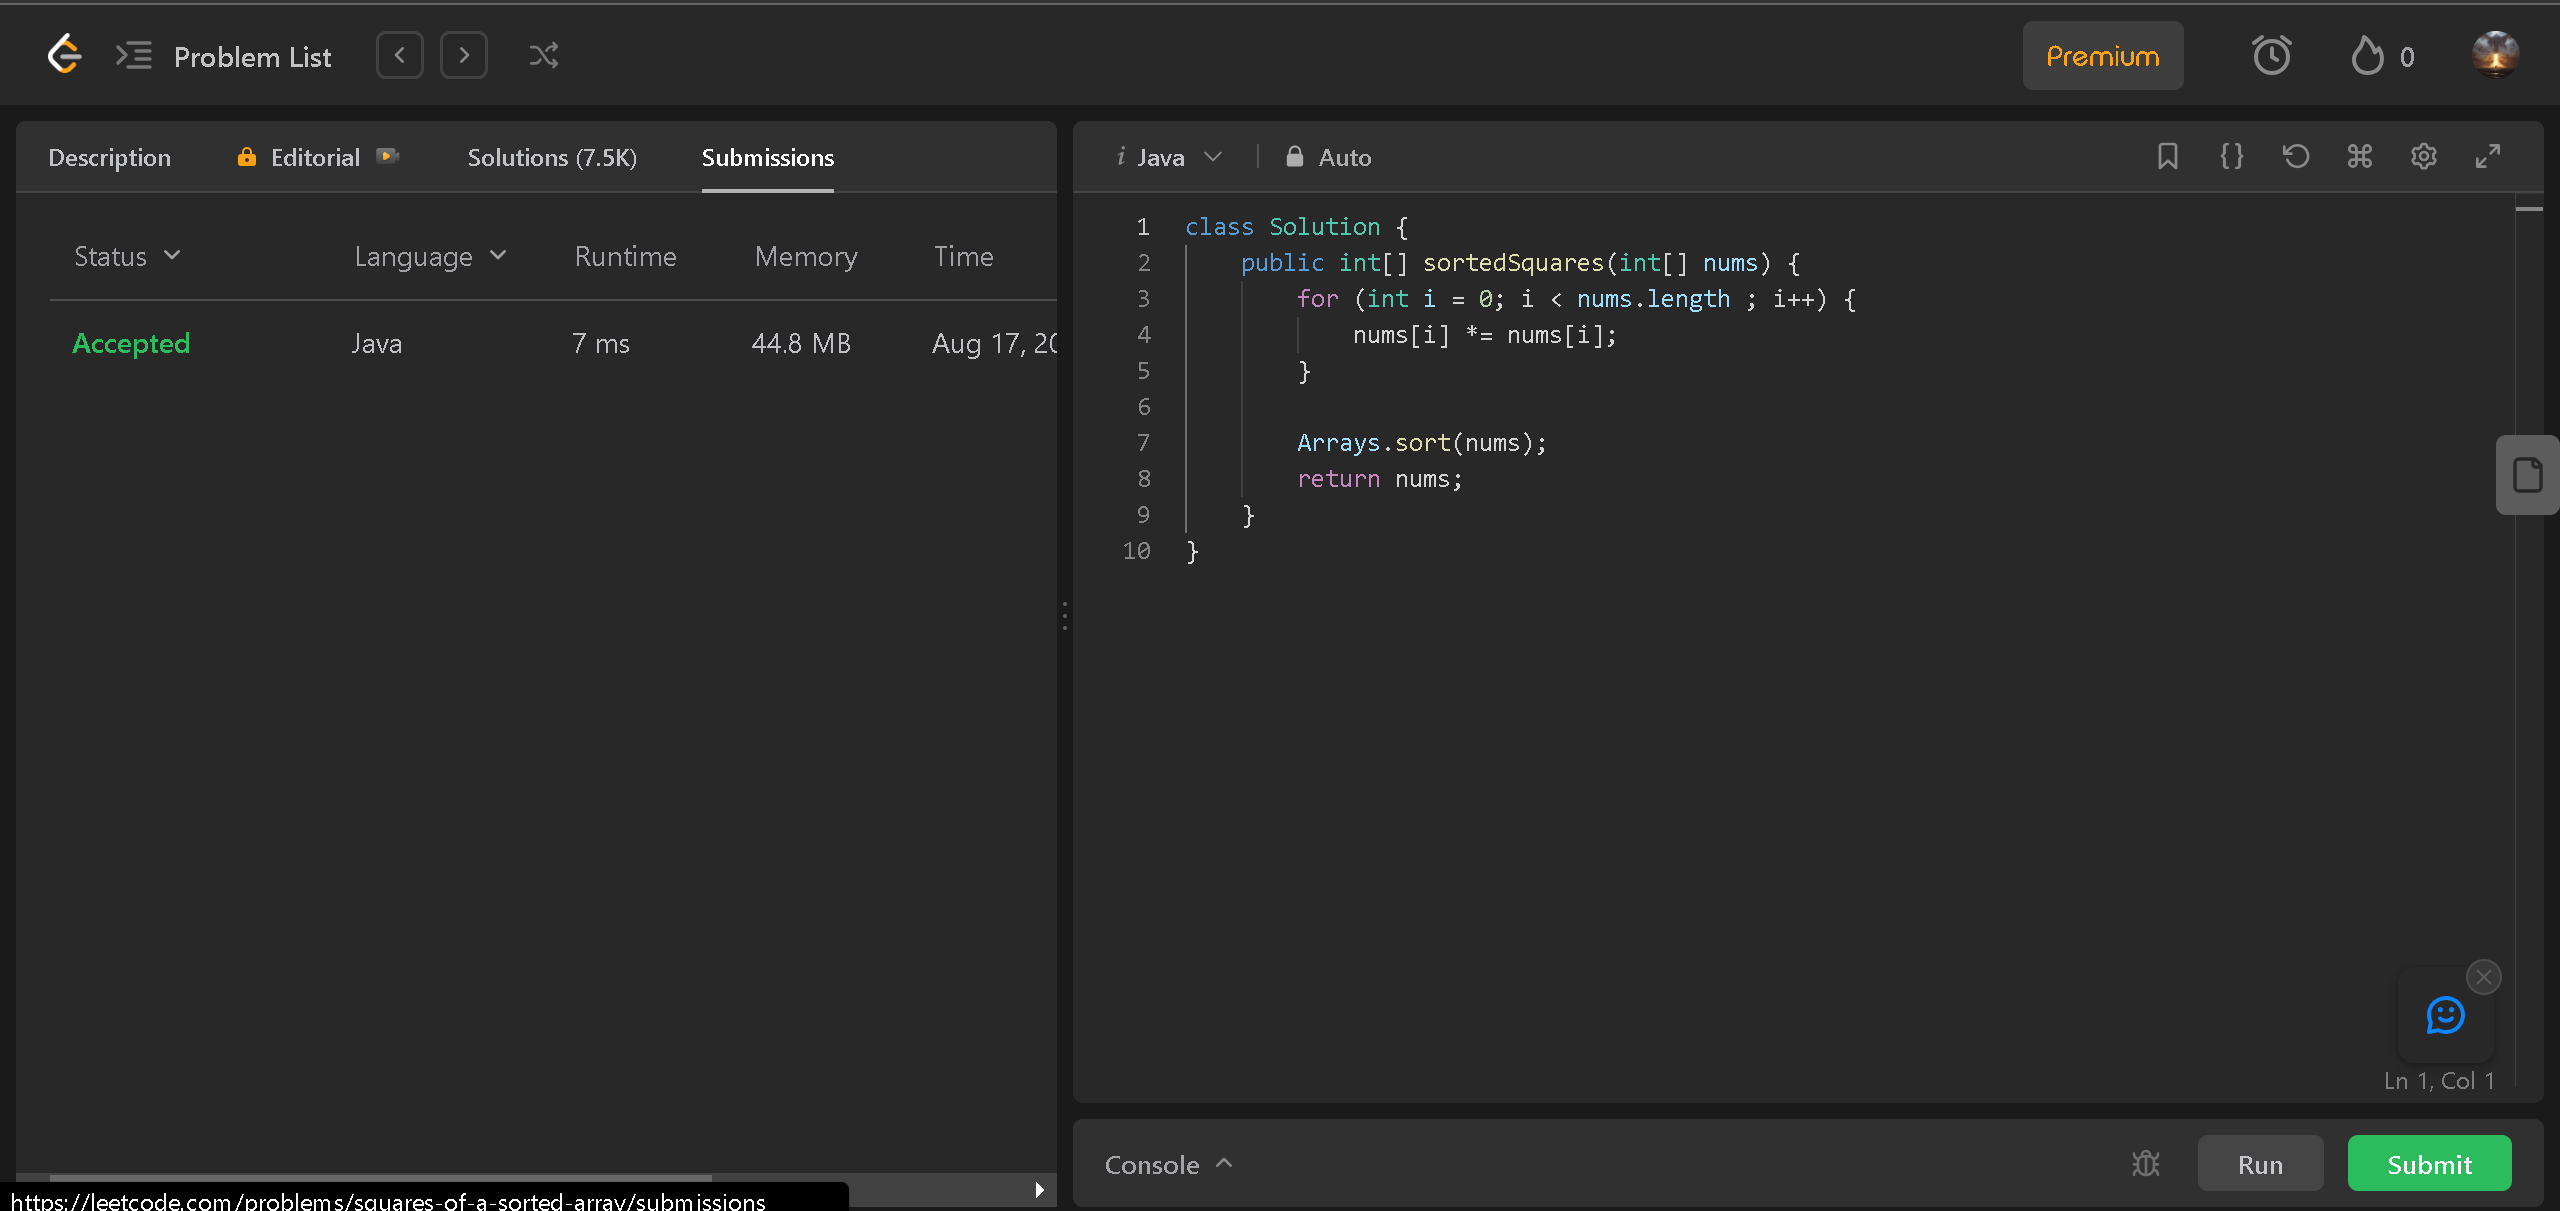 Problem List
Premium
0
Description Editorial Solutions (7.5K) Submissions
Status Language Runtime Memory Time
Accepted Java 7 ms 44.8 MB Aug 17, 20
i Java Auto
1 class Solution {
2 public int[] sortedSquares(int[] nums) {
3 for (int i = 0; i < nums.length ; i++) {
4 nums[i] *= nums[i];
5 }
6
7 Arrays.sort(nums);
8 return nums;
9 }
10 }
Ln 1, Col 1
Console Run Submit
https://leetcode.com/problems/squares-of-a-sorted-array/submissions